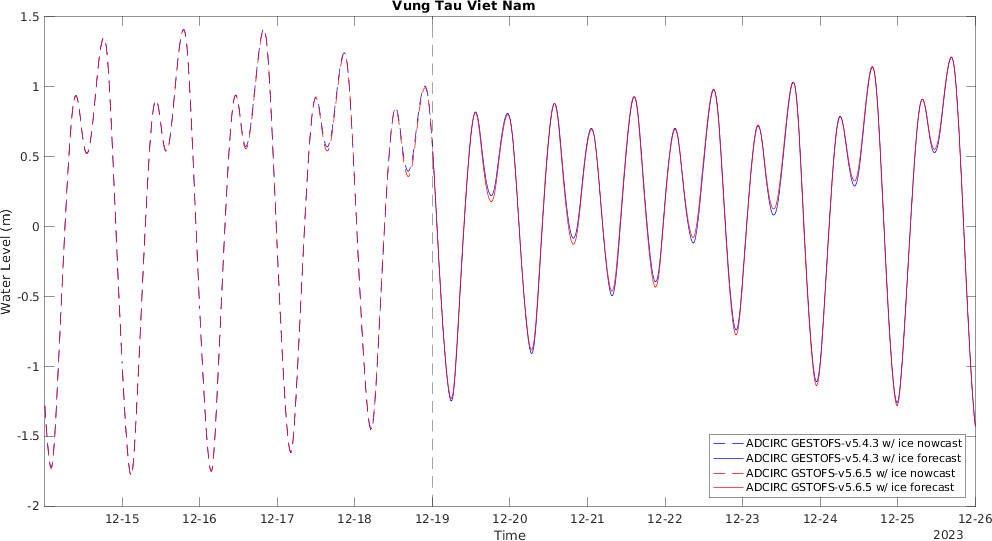 Vung Tau Viet Nam
1.5
1
0.5
0
-0.5
-1
-1.5
-2
Water Level (m)
ADCIRC GESTOFS-v5.4.3 w/ ice nowcast
ADCIRC GESTOFS-v5.4.3 w/ ice forecast
ADCIRC GSTOFS-v5.6.5 w/ ice nowcast
ADCIRC GSTOFS-v5.6.5 w/ ice forecast
12-15 12-16 12-17 12-18 12-19 12-20 12-21 12-22 12-23 12-24 12-25 12-26
Time
2023